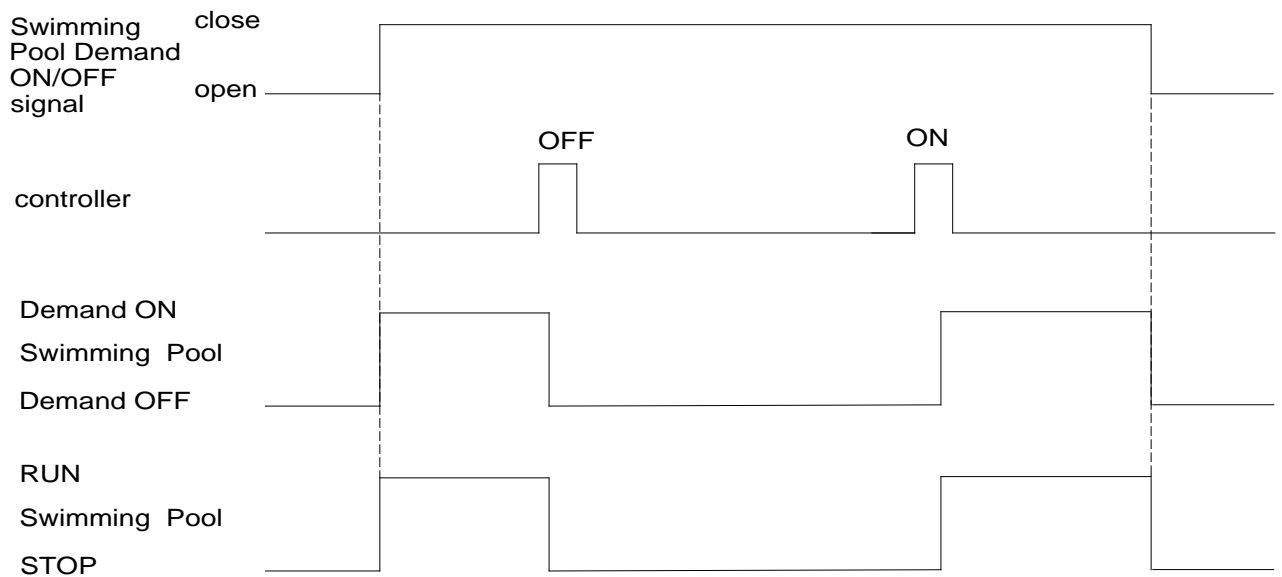 Swimming
Pool Demand
ON/OFF
signal
close
open
OFF
ON
controller
Demand ON
Swimming Pool
Demand OFF
RUN
Swimming Pool
STOP